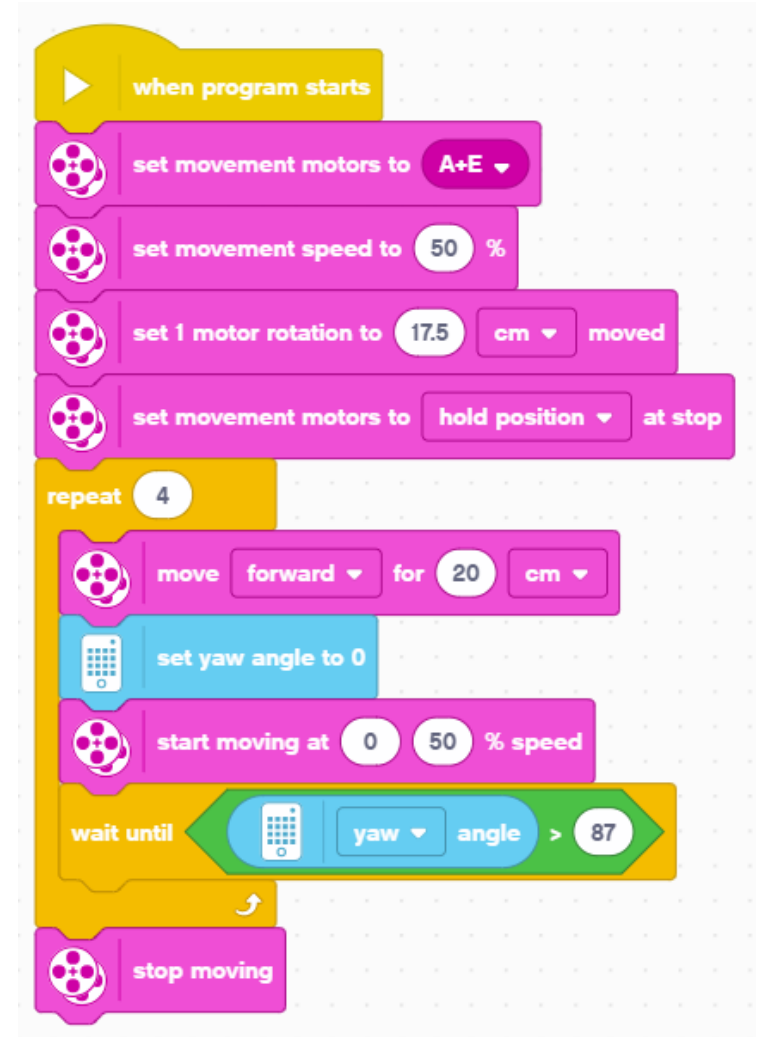 when program starts
set movement motors to A+E
set movement speed to 50 %
set 1 motor rotation to 17.5 cm moved
set movement motors to hold position at stop
repeat 4
move forward for 20 cm
set yaw angle to 0
start moving at 0 50 % speed
wait until yaw angle > 87
stop moving